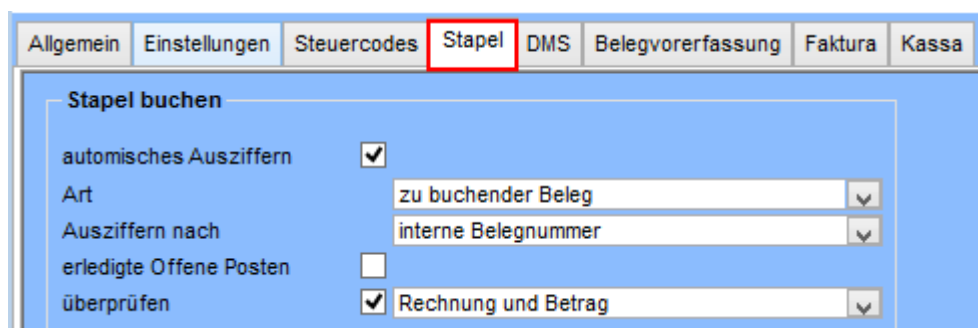 Allgemein Einstellungen Steuercodes Stapel DMS Belegvorerfassung Faktura Kassa
Stapel buchen
automisches Ausziffern
Art zu buchender Beleg
Ausziffern nach interne Belegnummer
erledigte Offene Posten
überprüfen Rechnung und Betrag